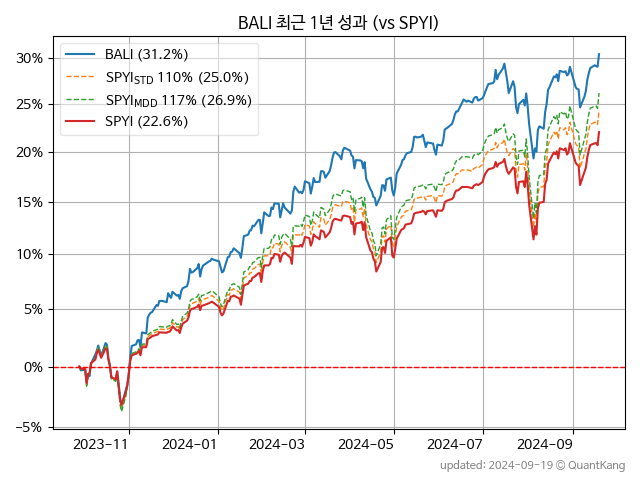 BALI 최근 1년 성과 (vs SPYI)
BALI (31.2%)
SPYI_STD 110% (25.0%)
SPYI_MDD 117% (26.9%)
SPYI (22.6%)
30%
25%
20%
15%
10%
5%
0%
−5%
2023−11 2024−01 2024−03 2024−05 2024−07 2024−09
updated: 2024-09-19 @ QuantKang